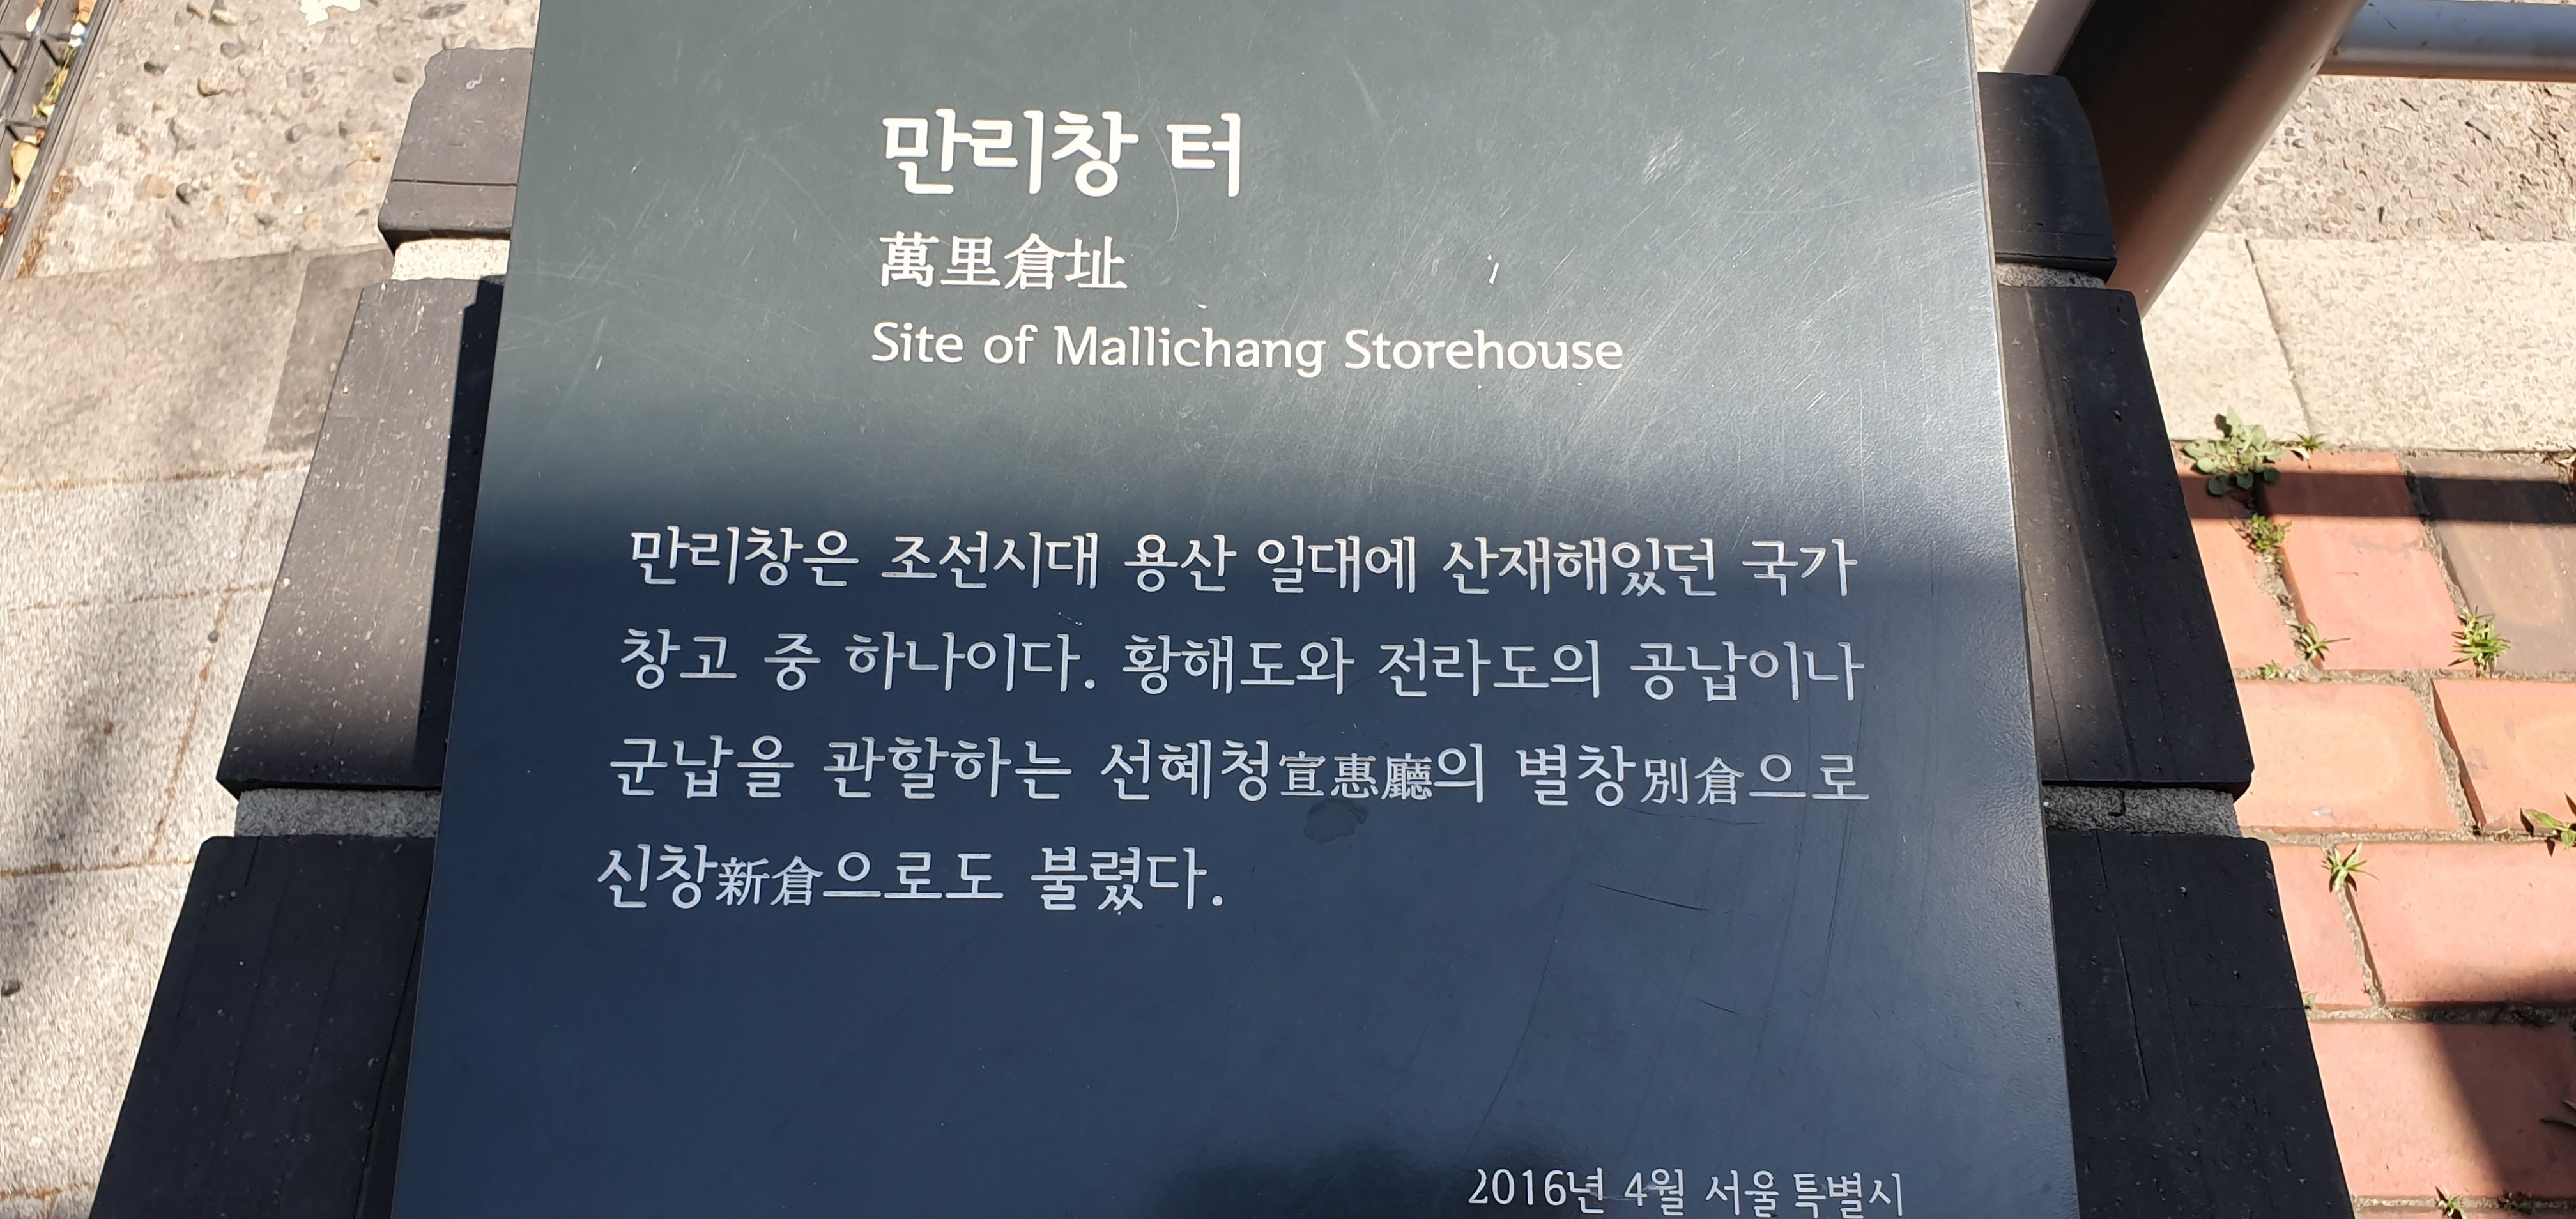 만리창 터
萬里倉址
Site of Mallichang Storehouse
만리창은 조선시대 용산 일대에 산재해있던 국가
창고 중 하나이다. 황해도와 전라도의 공납이나
군납을 관할하는 선혜청宣惠廳의 별창別倉으로
신창新倉으로도 불렸다.
2016년 4월 서울특별시